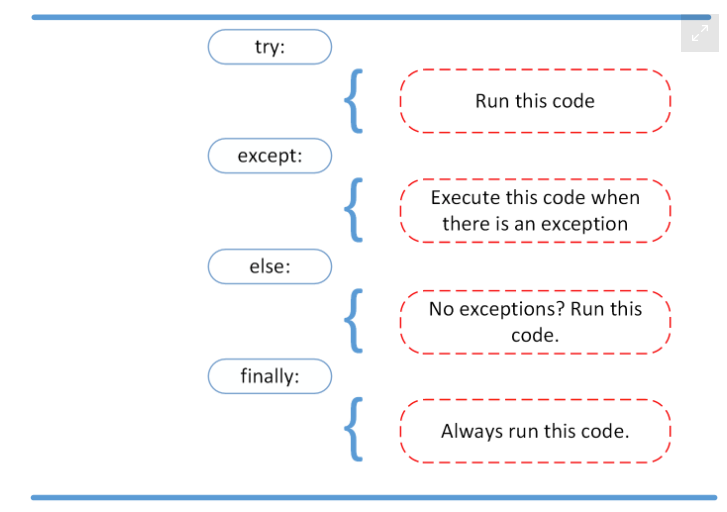 try:
Run this code
except:
Execute this code when
there is an exception
else:
No exceptions? Run this
code.
finally:
Always run this code.